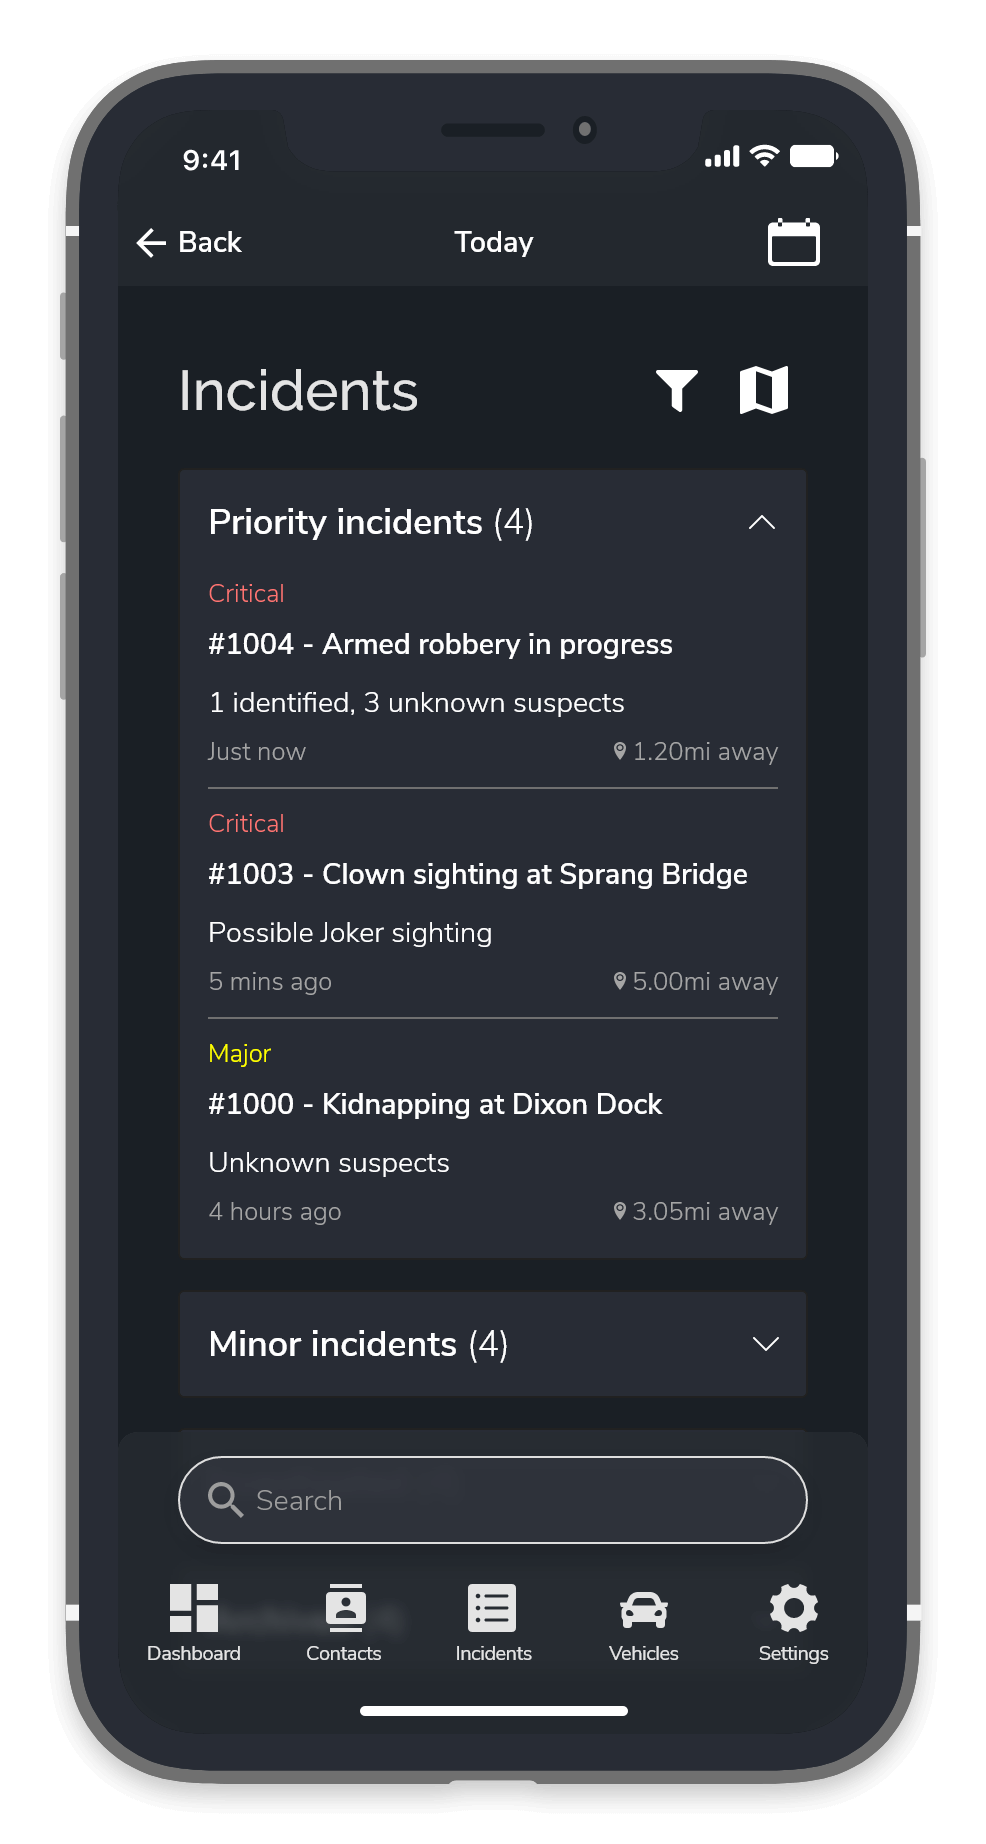 9:41
Back
Today
Incidents
Priority incidents (4)
Critical
#1004 - Armed robbery in progress
1 identified, 3 unknown suspects
Just now
1.20mi away
Critical
#1003 - Clown sighting at Sprang Bridge
Possible Joker sighting
5 mins ago
5.00mi away
Major
#1000 - Kidnapping at Dixon Dock
Unknown suspects
4 hours ago
3.05mi away
Minor incidents (4)
Search
Dashboard
Contacts
Incidents
Vehicles
Settings